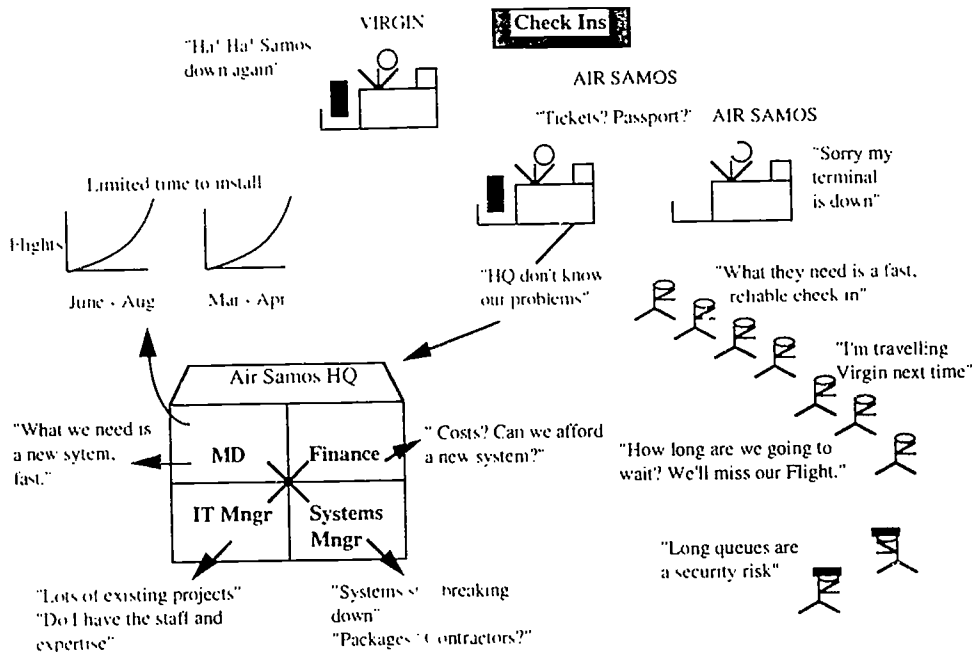 VIRGIN
Check Ins
"Ha! Ha! Samos
down again"
AIR SAMOS
"Tickets? Passport?"
AIR SAMOS
"Sorry my
terminal
is down"
Limited time to install
Flights
June - Aug
Mar - Apr
"HQ don't know
our problems"
"What they need is a fast,
reliable check in"
"I'm travelling
Virgin next time"
Air Samos HQ
"What we need is
a new sytem,
fast."
MD
Finance
" Costs? Can we afford
a new system?"
"How long are we going to
wait? We'll miss our Flight."
IT Mngr
Systems
Mngr
"Long queues are
a security risk"
"Lots of existing projects"
"Do I have the staff and
expertise"
"Systems breaking
down"
"Packages? Contractors?"